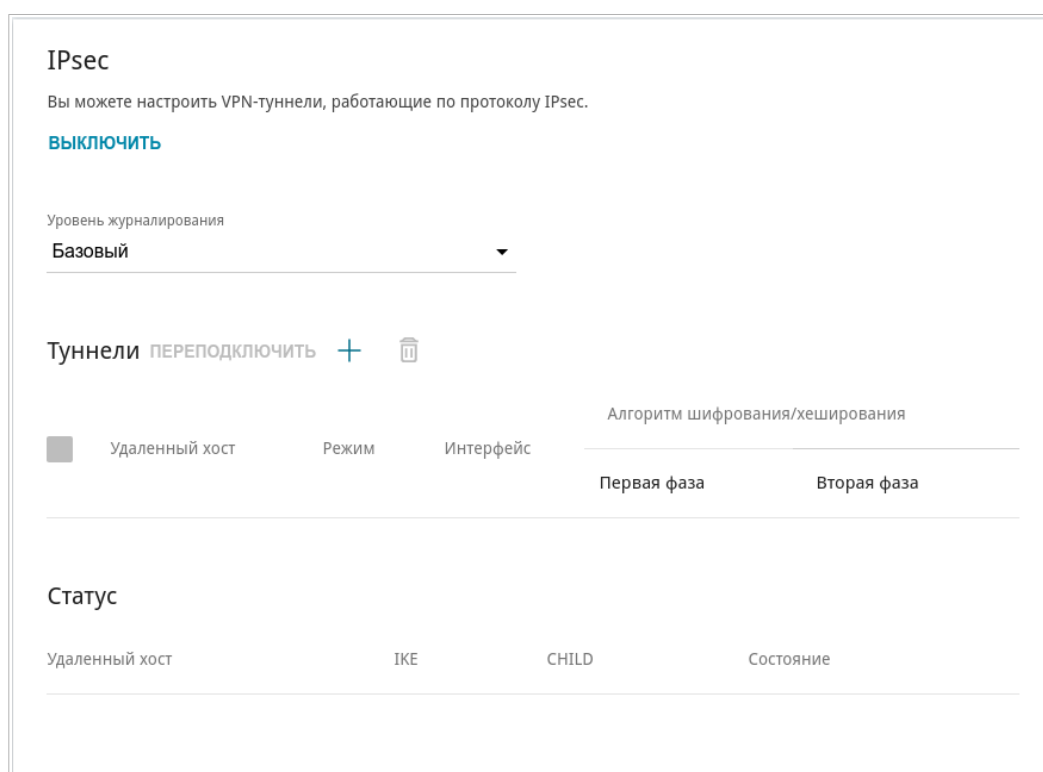 IPsec
Вы можете настроить VPN-туннели, работающие по протоколу IPsec.
ВЫКЛЮЧИТЬ
Уровень журналирования
Базовый
Туннели ПЕРЕПОДКЛЮЧИТЬ
Алгоритм шифрования/хеширования
Удаленный хост Режим Интерфейс
Первая фаза Вторая фаза
Статус
Удаленный хост IKE CHILD Состояние